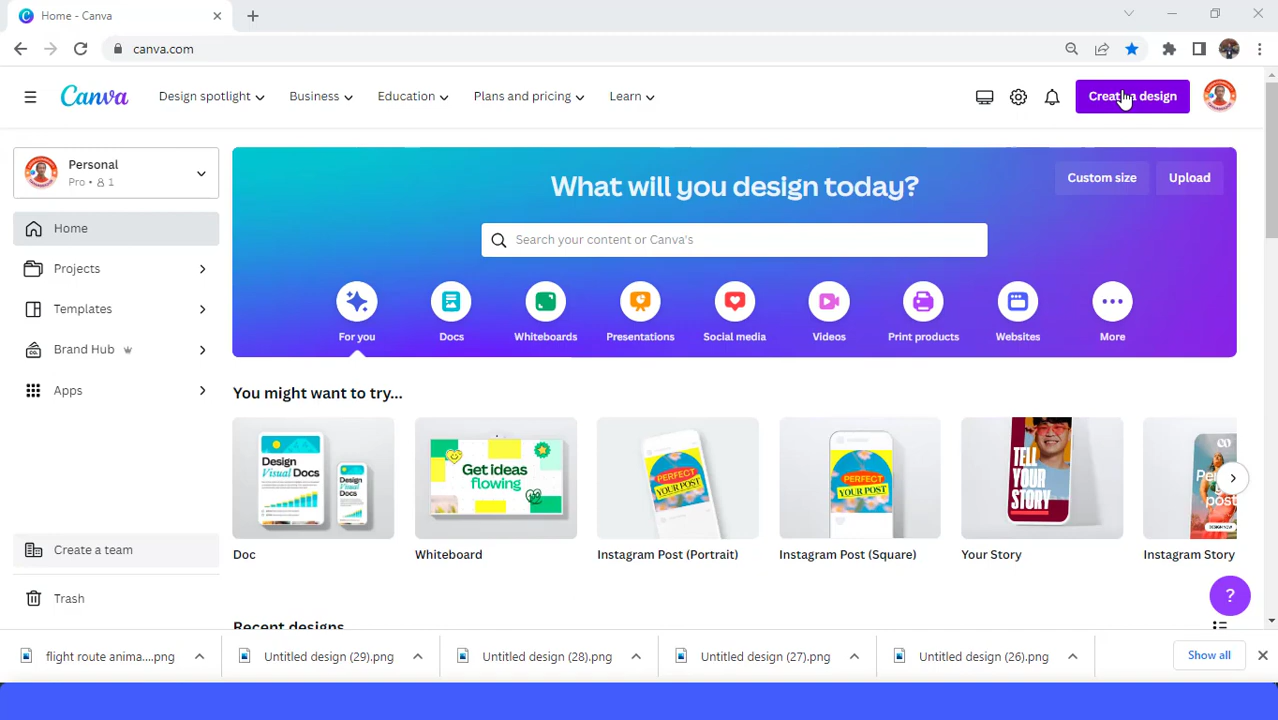 Home - Canva
canva.com
Canva
Design spotlight
Business
Education
Plans and pricing
Learn
Create a design
Personal
Pro • 1
Home
Projects
Templates
Brand Hub
Apps
Create a team
Trash
What will you design today?
Custom size
Upload
Search your content or Canva's
For you
Docs
Whiteboards
Presentations
Social media
Videos
Print products
Websites
More
You might want to try...
Design
Visual Docs
Design
Visual Docs
Get ideas
flowing
PERFECT
YOUR POST
PERFECT
YOUR POST
TELL
YOUR
STORY
Doc
Whiteboard
Instagram Post (Portrait)
Instagram Post (Square)
Your Story
Instagram Story
?
Recent designs
flight route anima....png
Untitled design (29).png
Untitled design (28).png
Untitled design (27).png
Untitled design (26).png
Show all